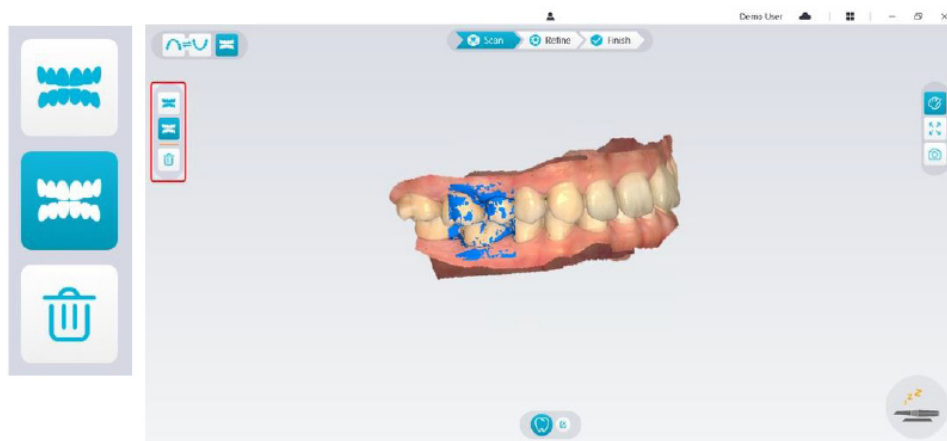 Demo User
Scan
Refine
Finish
z z z